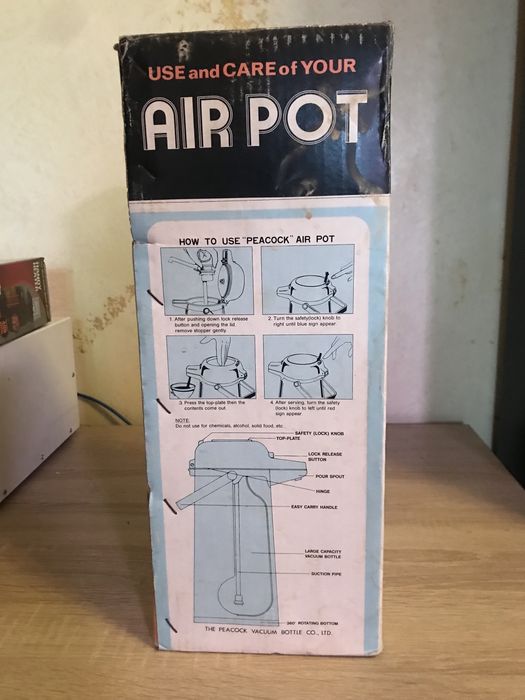 USE and CARE of YOUR
AIR POT
HOW TO USE "PEACOCK" AIR POT
1. After pushing down lock release
button and opening the lid
remove stopper gently.
2. Turn the safety(lock) knob to
right until blue sign appear.
3. Press the top-plate then the
contents come out.
4. After serving, turn the safety
(lock) knob to left until red
sign appear
NOTE
Do not use for chemicals, alcohol, solid food, etc.
SAFETY (LOCK) KNOB
TOP-PLATE
LOCK RELEASE
BUTTON
POUR SPOUT
HINGE
EASY CARRY HANDLE
LARGE CAPACITY
VACUUM BOTTLE
SUCTION PIPE
360° ROTATING BOTTOM
THE PEACOCK VACUUM BOTTLE CO., LTD.